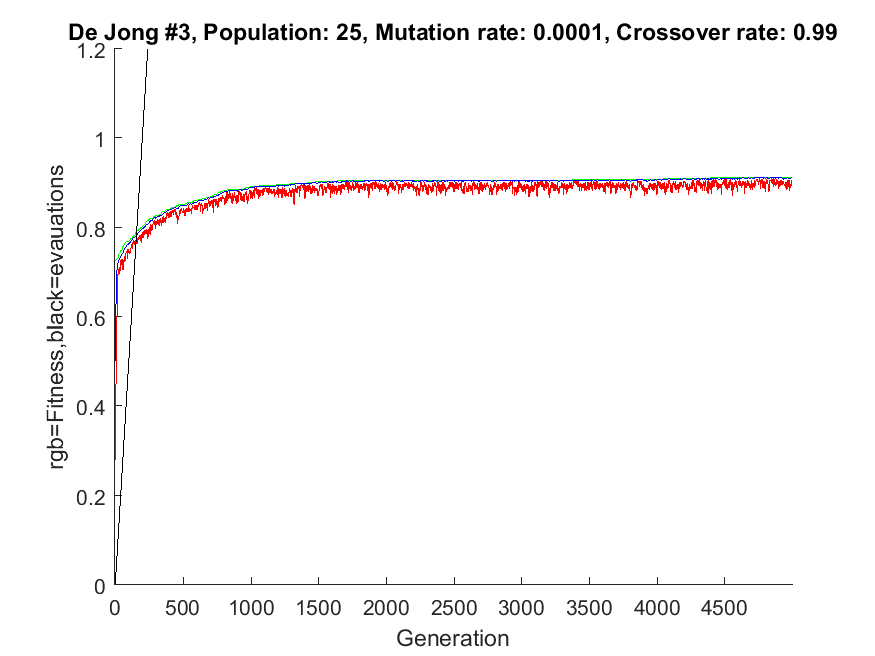 De Jong #3, Population: 25, Mutation rate: 0.0001, Crossover rate: 0.99
1.2
1
0.8
0.6
0.4
0.2
0
rgb=Fitness,black=evauations
0 500 1000 1500 2000 2500 3000 3500 4000 4500
Generation